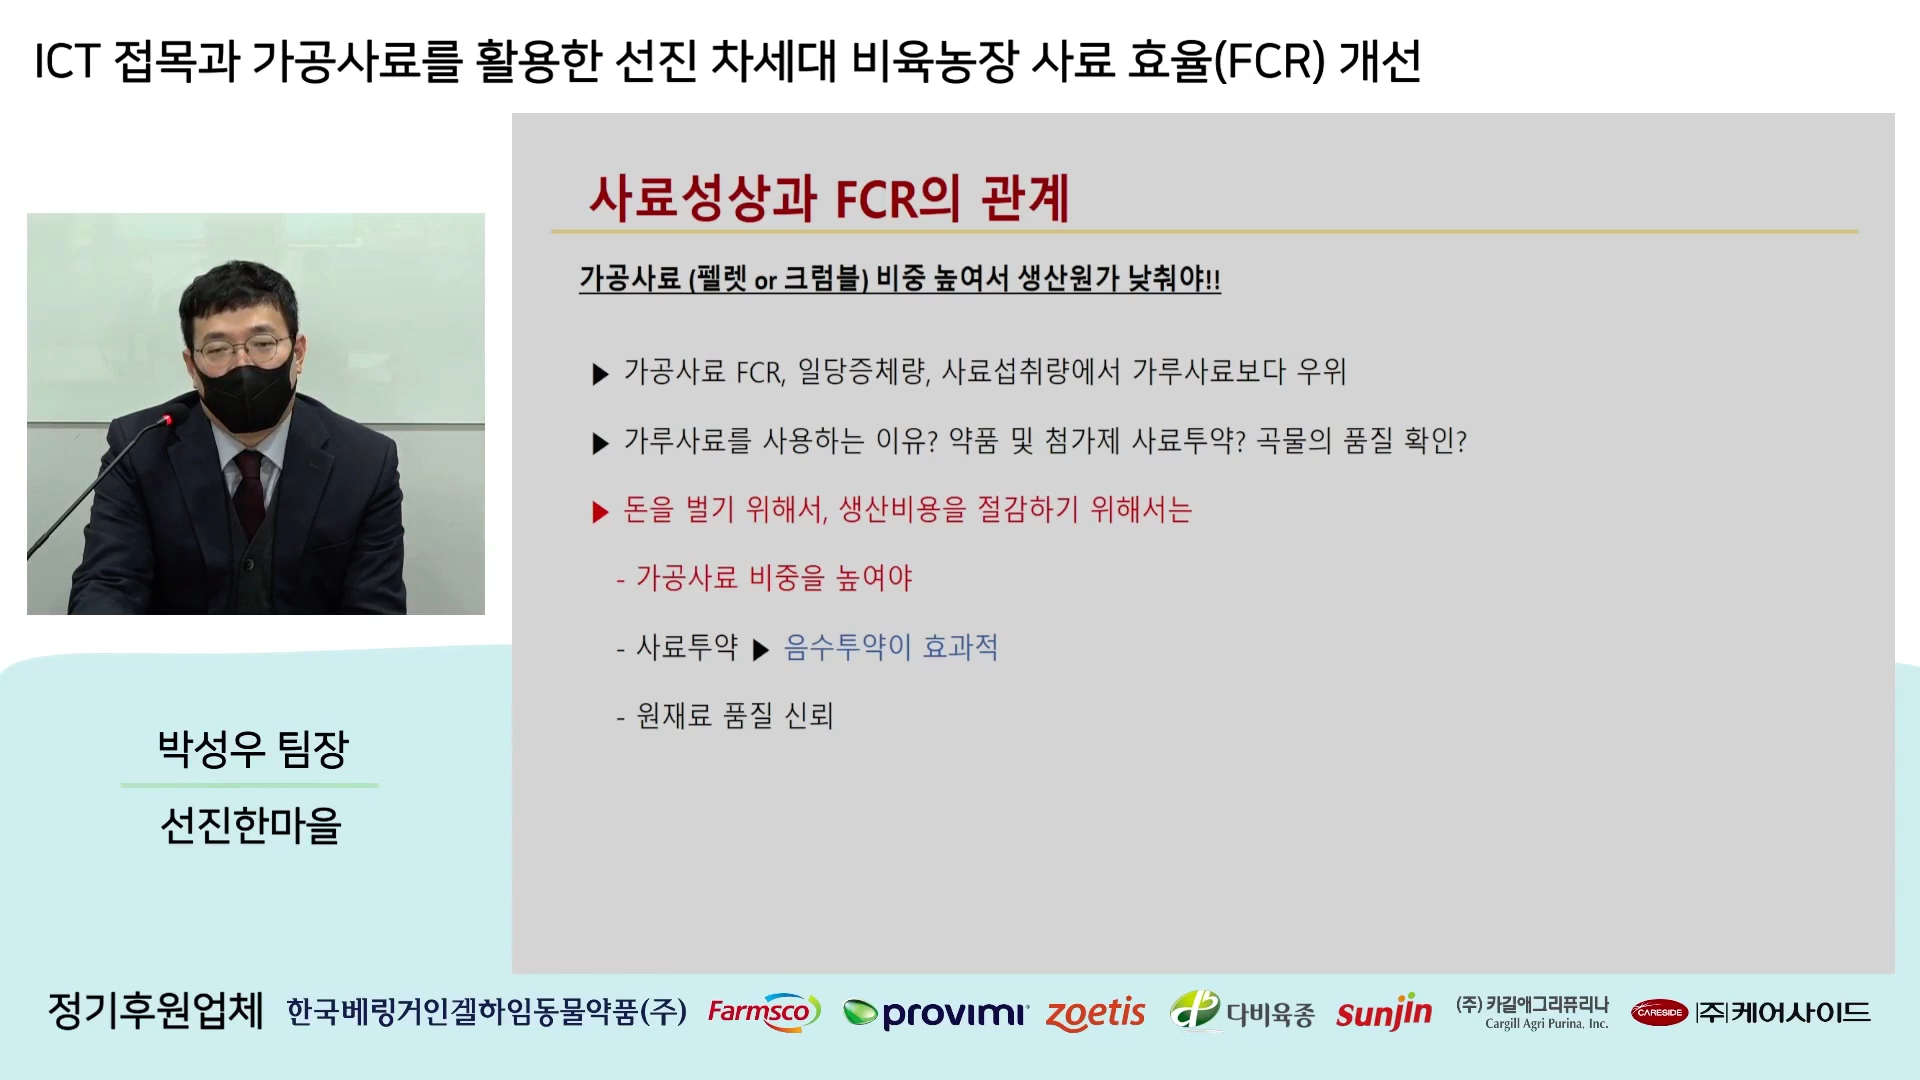 ICT 접목과 가공사료를 활용한 선진 차세대 비육농장 사료 효율(FCR) 개선
사료성상과 FCR의 관계
가공사료 (펠렛 or 크럼블) 비중 높여서 생산원가 낮춰야!!
▶ 가공사료 FCR, 일당증체량, 사료섭취량에서 가루사료보다 우위
▶ 가루사료를 사용하는 이유? 약품 및 첨가제 사료투약? 곡물의 품질 확인?
▶ 돈을 벌기 위해서, 생산비용을 절감하기 위해서는
- 가공사료 비중을 높여야
- 사료투약 ▶ 음수투약이 효과적
- 원재료 품질 신뢰
박성우 팀장
선진한마을
정기후원업체 한국베링거인겔하임동물약품(주) Farmsco provimi zoetis db 다비육종 sunjin (주) 카길애그리퓨리나 Cargill Agri Purina, Inc. CARESIDE (주)케어사이드